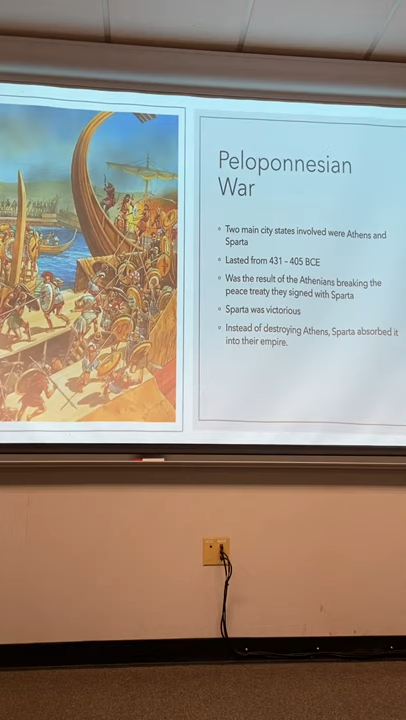 Peloponnesian
War
Two main city states involved were Athens and
Sparta
Lasted from 431 – 405 BCE
Was the result of the Athenians breaking the
peace treaty they signed with Sparta
Sparta was victorious
Instead of destroying Athens, Sparta absorbed it
into their empire.